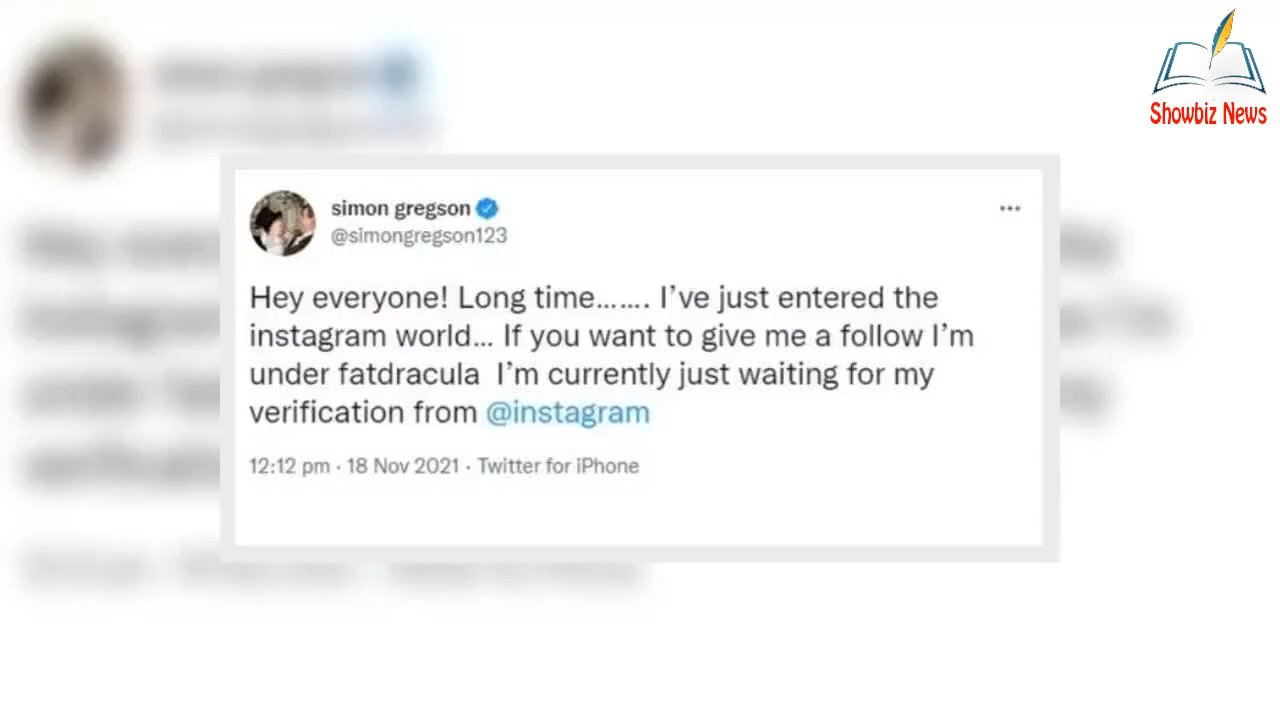 Showbiz News
simon gregson
@simongregson123
Hey everyone! Long time....... I’ve just entered the
instagram world... If you want to give me a follow I’m
under fatdracula  I’m currently just waiting for my
verification from @instagram
12:12 pm · 18 Nov 2021 · Twitter for iPhone